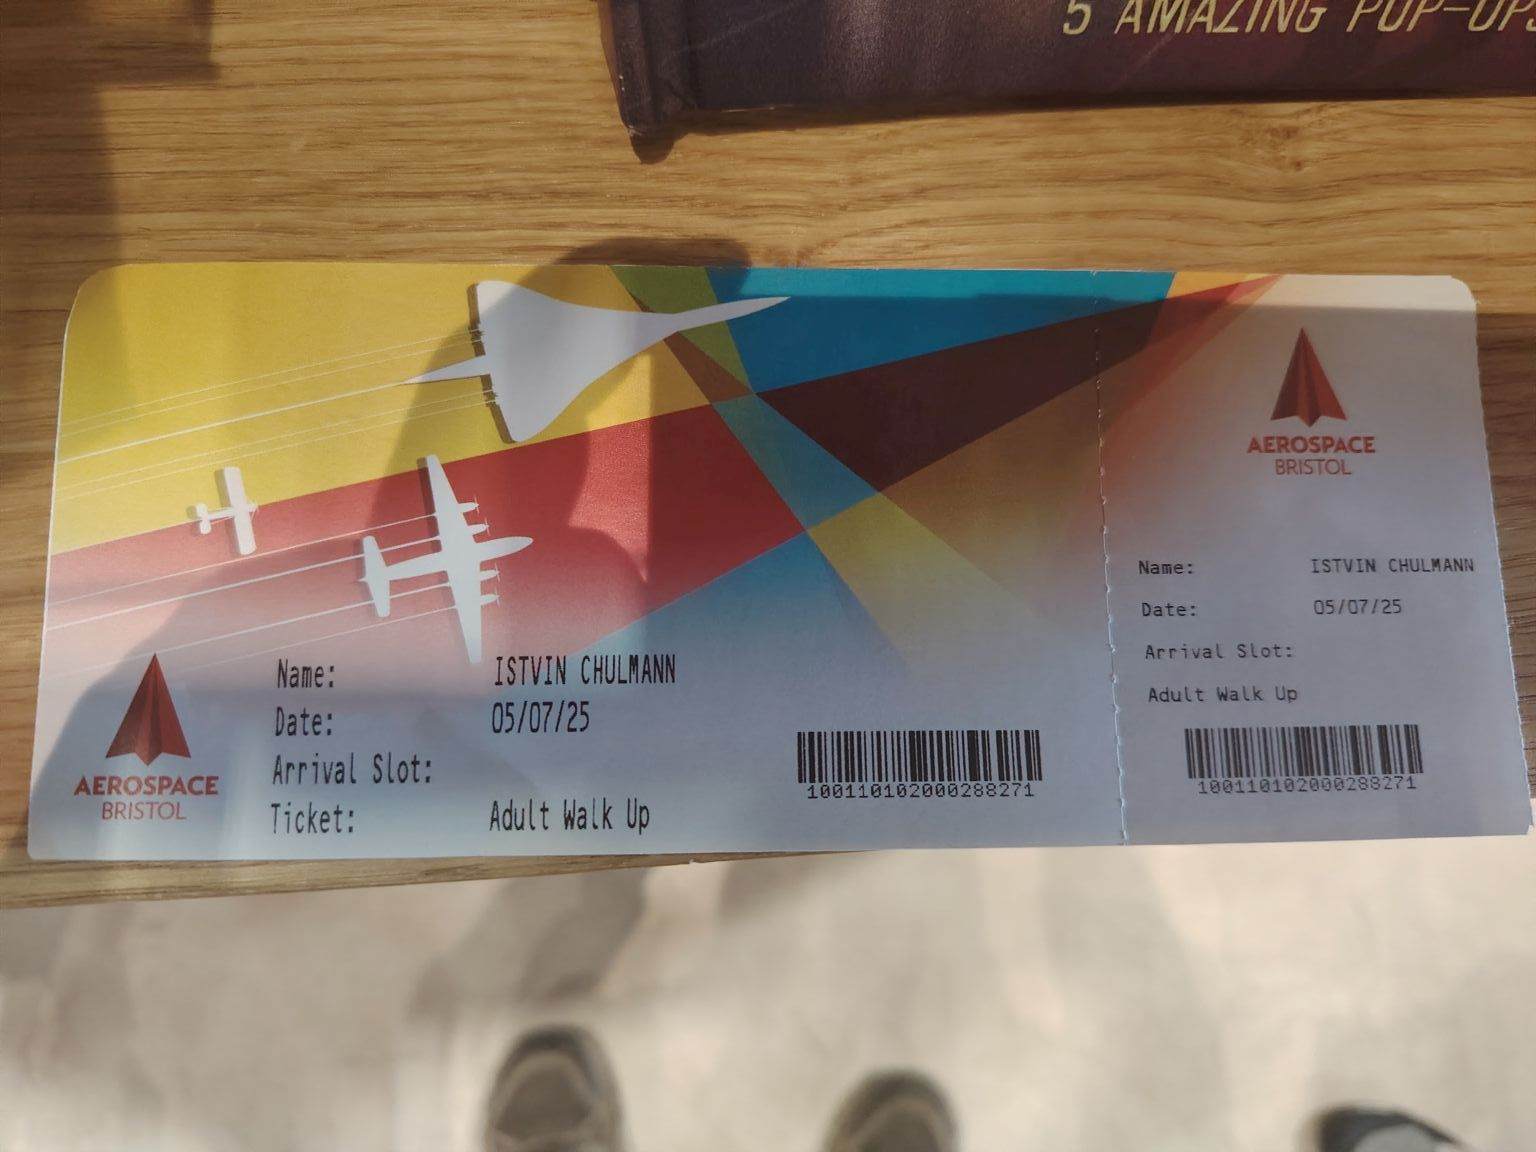 5 AMAZING POP-UPS
AEROSPACE
BRISTOL
Name: ISTVIN CHULMANN
Date: 05/07/25
Arrival Slot:
Ticket: Adult Walk Up
100110102000288271
AEROSPACE
BRISTOL
Name: ISTVIN CHULMANN
Date: 05/07/25
Arrival Slot:
Adult Walk Up
100110102000288271